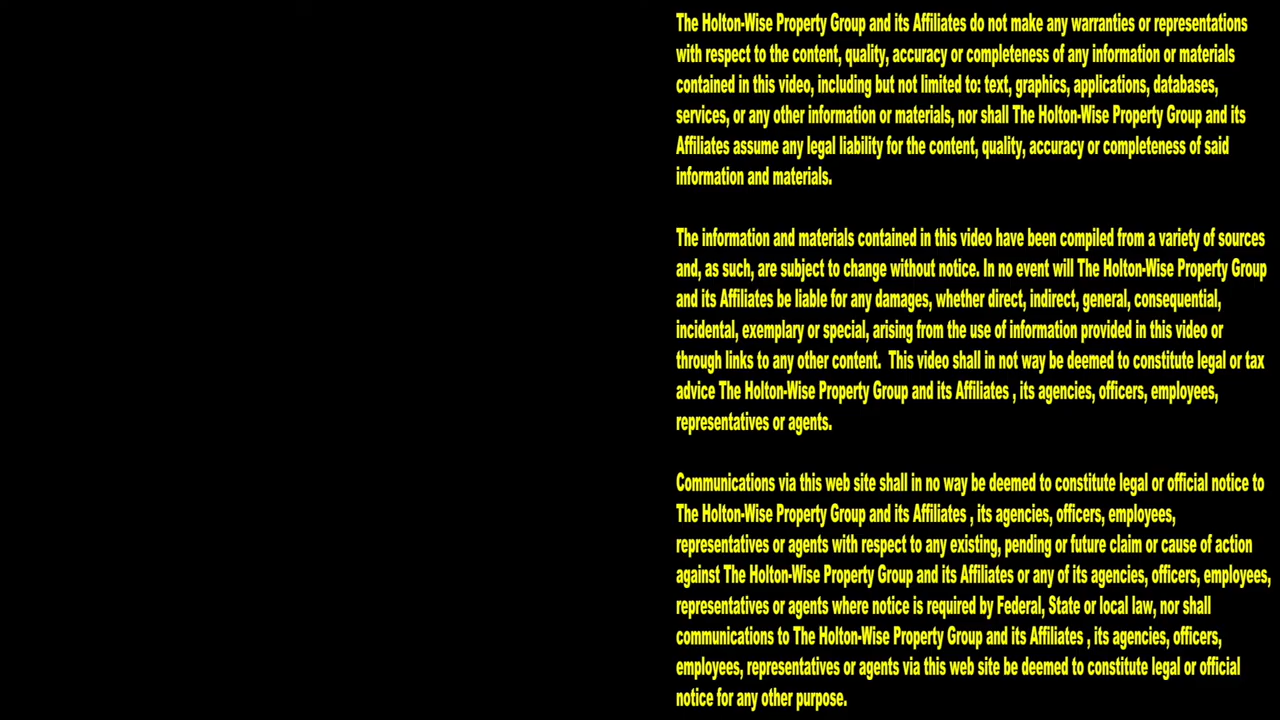 The Holton-Wise Property Group and its Affiliates do not make any warranties or representations
with respect to the content, quality, accuracy or completeness of any information or materials
contained in this video, including but not limited to: text, graphics, applications, databases,
services, or any other information or materials, nor shall The Holton-Wise Property Group and its
Affiliates assume any legal liability for the content, quality, accuracy or completeness of said
information and materials.
The information and materials contained in this video have been compiled from a variety of sources
and, as such, are subject to change without notice. In no event will The Holton-Wise Property Group
and its Affiliates be liable for any damages, whether direct, indirect, general, consequential,
incidental, exemplary or special, arising from the use of information provided in this video or
through links to any other content.  This video shall in not way be deemed to constitute legal or tax
advice The Holton-Wise Property Group and its Affiliates , its agencies, officers, employees,
representatives or agents.
Communications via this web site shall in no way be deemed to constitute legal or official notice to
The Holton-Wise Property Group and its Affiliates , its agencies, officers, employees,
representatives or agents with respect to any existing, pending or future claim or cause of action
against The Holton-Wise Property Group and its Affiliates or any of its agencies, officers, employees,
representatives or agents where notice is required by Federal, State or local law, nor shall
communications to The Holton-Wise Property Group and its Affiliates , its agencies, officers,
employees, representatives or agents via this web site be deemed to constitute legal or official
notice for any other purpose.